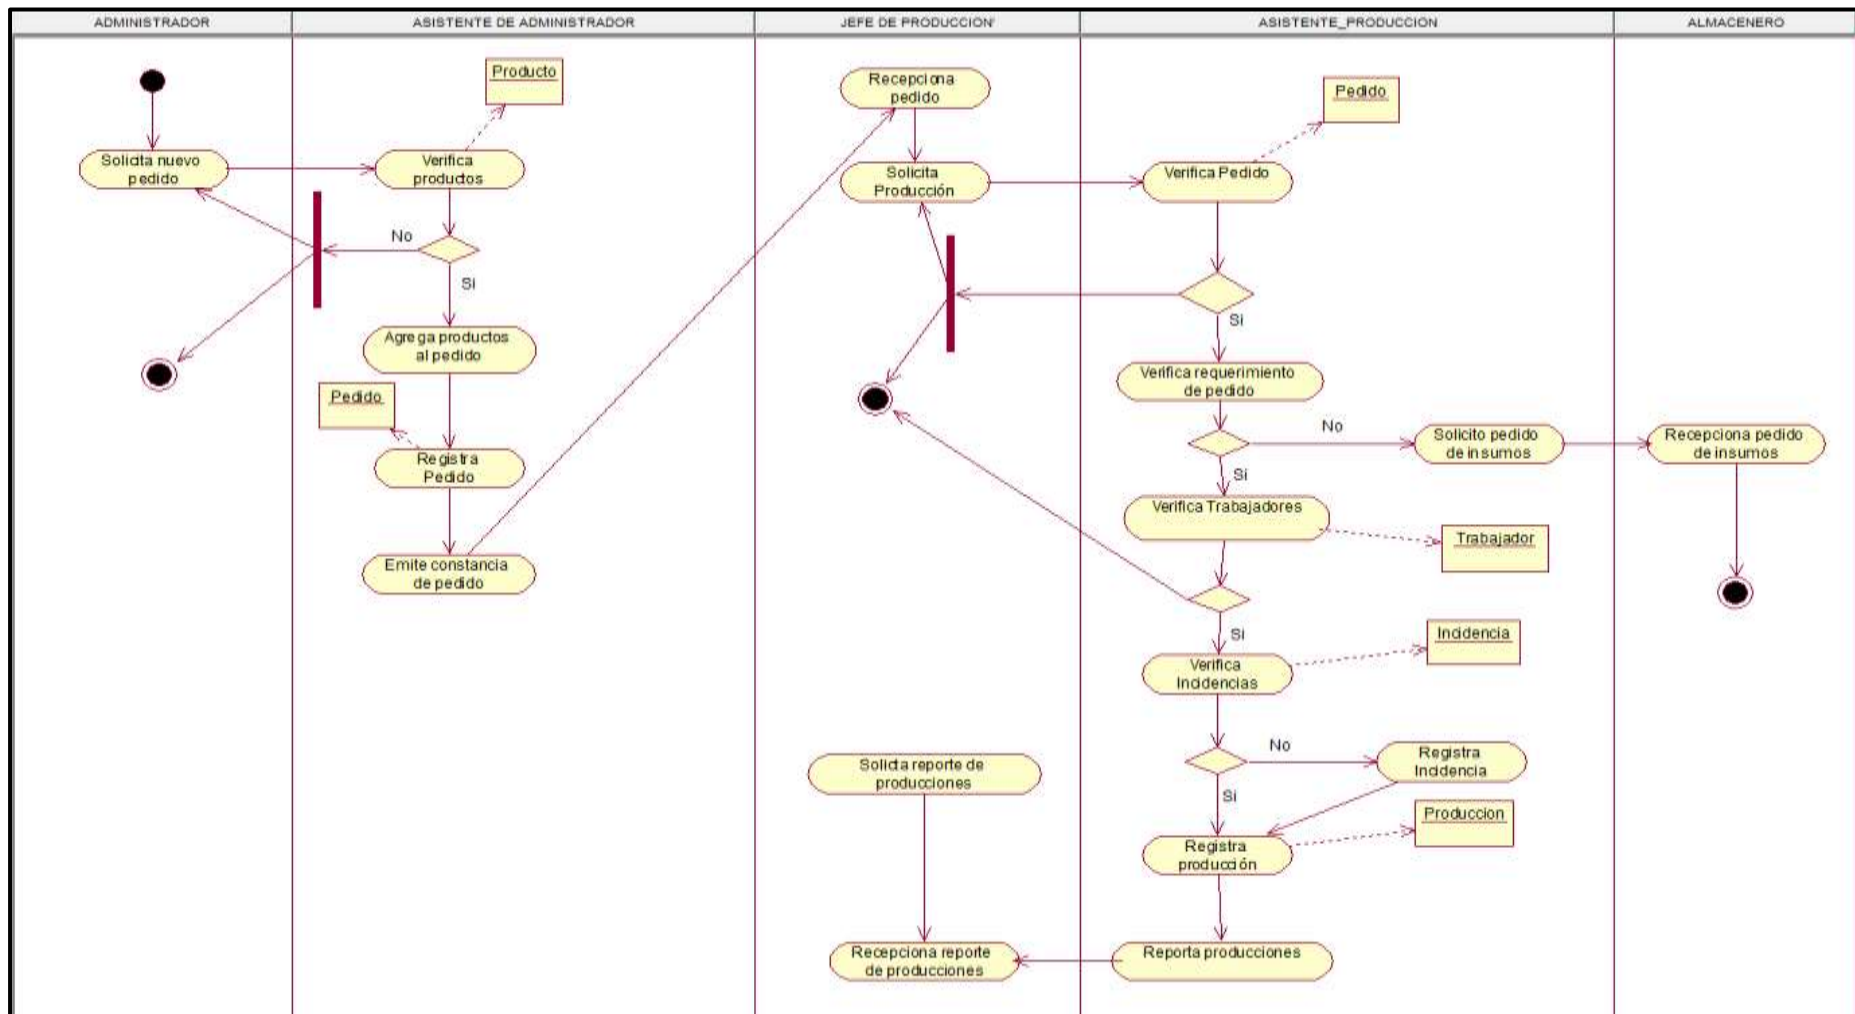 ADMINISTRADOR
ASISTENTE DE ADMINISTRADOR
JEFE DE PRODUCCION'
ASISTENTE_PRODUCCION
ALMACENERO
Solicita nuevo
pedido
Producto
Verifica
productos
No
Si
Agrega productos
al pedido
Pedido
Registra
Pedido
Emite constancia
de pedido
Recepciona
pedido
Solicita
Producción
Solicita reporte de
producciones
Recepciona reporte
de producciones
Pedido
Verifica Pedido
Si
Verifica requerimiento
de pedido
No
Solicito pedido
de insumos
Si
Verifica Trabajadores
Trabajador
Si
Incidencia
Verifica
Incidencias
No
Registra
Incidencia
Si
Produccion
Registra
producción
Reporta producciones
Recepciona pedido
de insumos